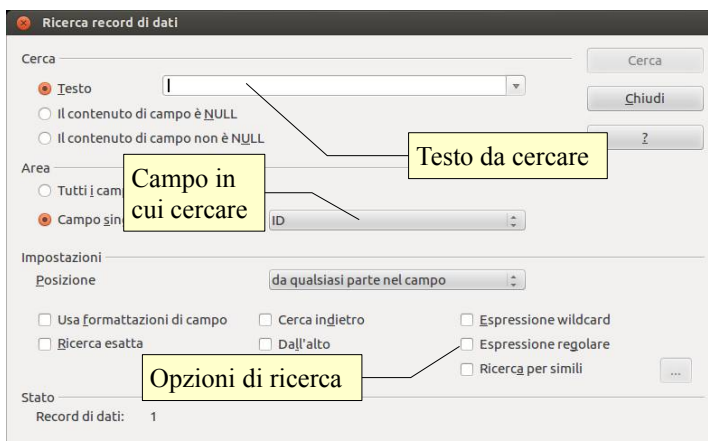 Ricerca record di dati
Cerca
Testo
Il contenuto di campo è NULL
Il contenuto di campo non è NULL
Cerca
Chiudi
?
Testo da cercare
Area
Tutti i camp
Campo sin
Campo in
cui cercare
ID
Impostazioni
Posizione
da qualsiasi parte nel campo
Usa formattazioni di campo
Cerca indietro
Espressione wildcard
Ricerca esatta
Dall'alto
Espressione regolare
Opzioni di ricerca
Ricerca per simili
...
Stato
Record di dati: 1